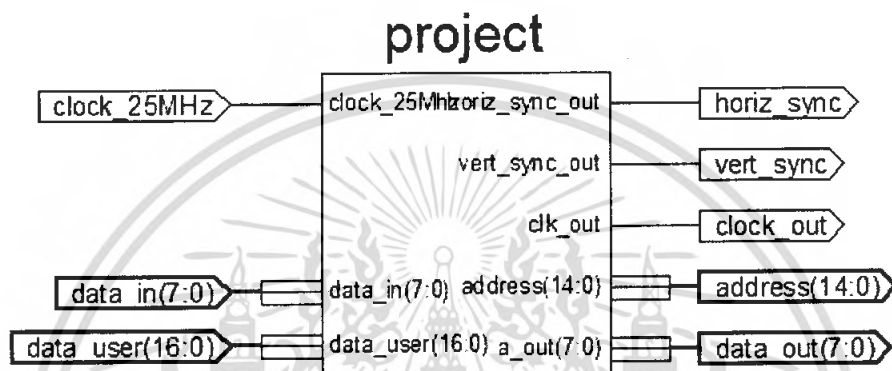 project
clock_25MHz clock_25Mhz horiz_sync_out horiz_sync
vert_sync_out vert_sync
clk_out clock_out
data_in(7:0) data_in(7:0) address(14:0) address(14:0)
data_user(16:0) data_user(16:0) a_out(7:0) data_out(7:0)